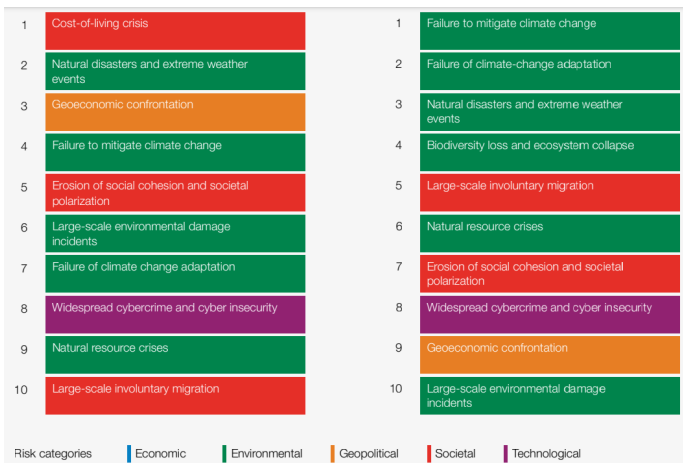 1 Cost-of-living crisis
2 Natural disasters and extreme weather
events
3 Geoeconomic confrontation
4 Failure to mitigate climate change
5 Erosion of social cohesion and societal
polarization
6 Large-scale environmental damage
incidents
7 Failure of climate change adaptation
8 Widespread cybercrime and cyber insecurity
9 Natural resource crises
10 Large-scale involuntary migration
1 Failure to mitigate climate change
2 Failure of climate-change adaptation
3 Natural disasters and extreme weather
events
4 Biodiversity loss and ecosystem collapse
5 Large-scale involuntary migration
6 Natural resource crises
7 Erosion of social cohesion and societal
polarization
8 Widespread cybercrime and cyber insecurity
9 Geoeconomic confrontation
10 Large-scale environmental damage
incidents
Risk categories Economic Environmental Geopolitical Societal Technological